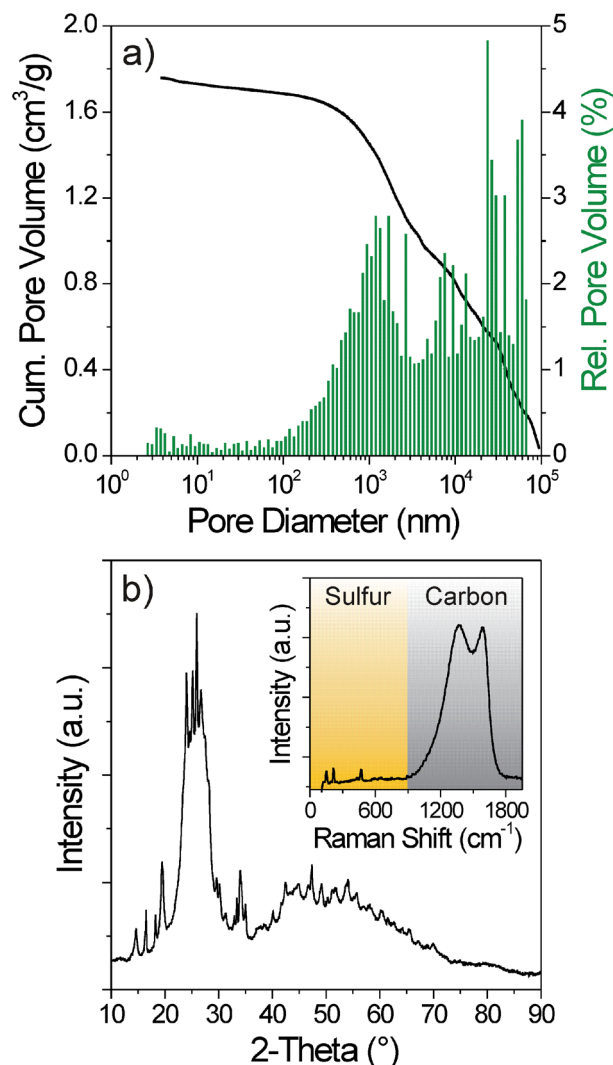 a)
Cum. Pore Volume (cm³/g)
2.0
1.6
1.2
0.8
0.4
0.0
5
4
3
2
1
0
Rel. Pore Volume (%)
10⁰ 10¹ 10² 10³ 10⁴ 10⁵
Pore Diameter (nm)
b)
Intensity (a.u.)
Sulfur Carbon
Intensity (a.u.)
0 600 1200 1800
Raman Shift (cm⁻¹)
10 20 30 40 50 60 70 80 90
2-Theta (°)